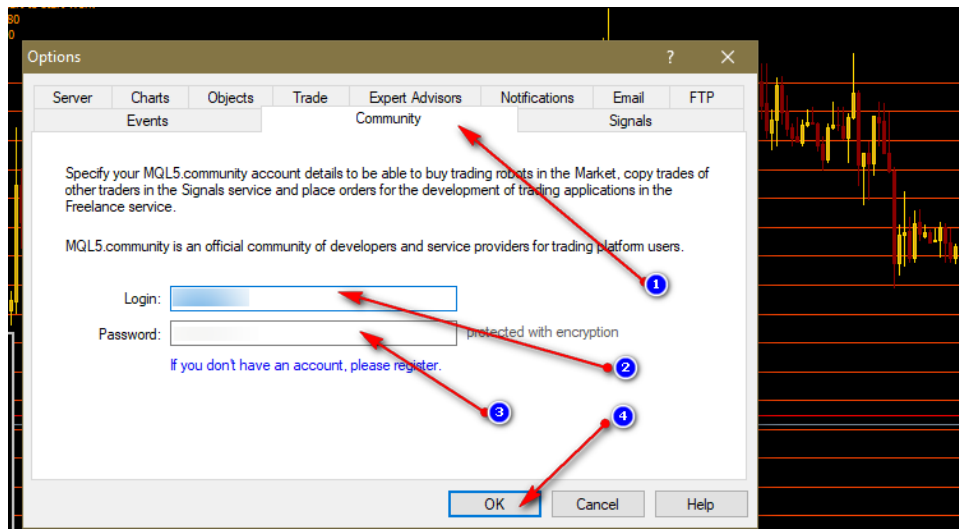 80
0
Options
?
Server Charts Objects Trade Expert Advisors Notifications Email FTP
Events Community Signals
Specify your MQL5.community account details to be able to buy trading robots in the Market, copy trades of
other traders in the Signals service and place orders for the development of trading applications in the
Freelance service.
MQL5.community is an official community of developers and service providers for trading platform users.
1
Login:
Password: protected with encryption
If you don't have an account, please register.
2
3
4
OK Cancel Help